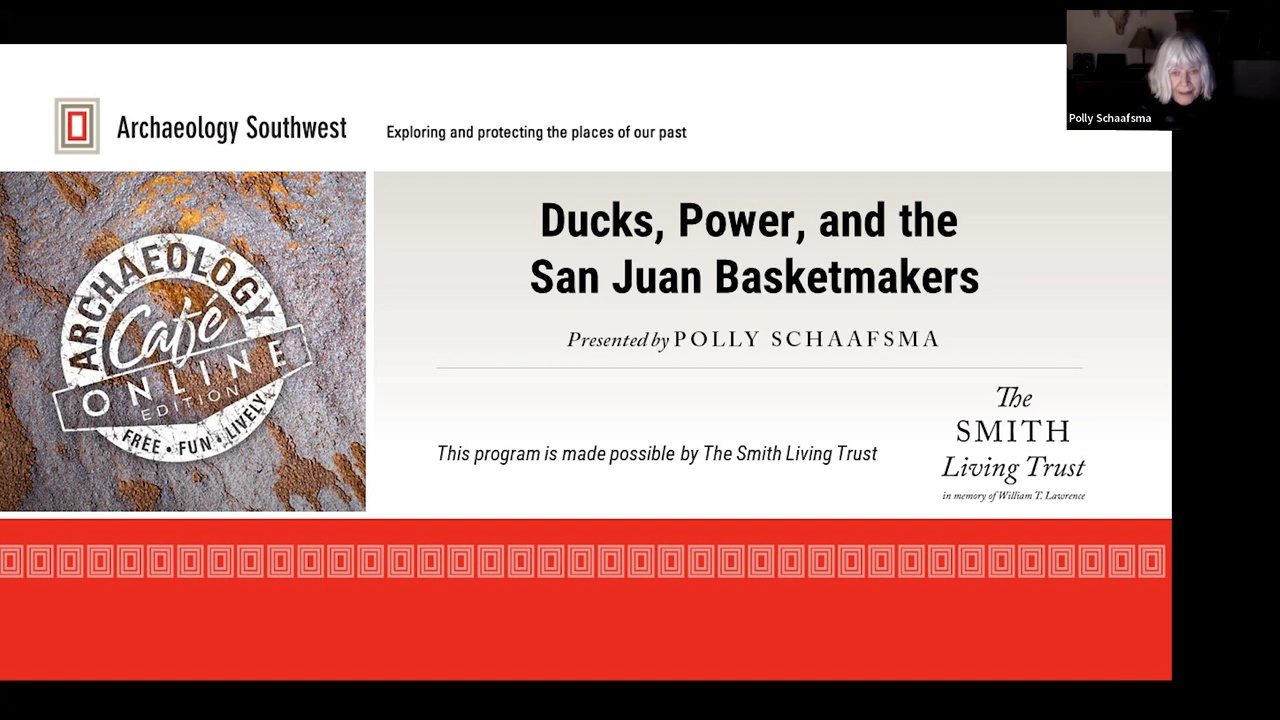 Polly Schaafsma
Archaeology Southwest
Exploring and protecting the places of our past
ARCHAEOLOGY
Café
ONLINE
EDITION
FREE • FUN • LIVELY
Ducks, Power, and the
San Juan Basketmakers
Presented by POLLY SCHAAFSMA
This program is made possible by The Smith Living Trust
The
SMITH
Living Trust
in memory of William T. Lawrence